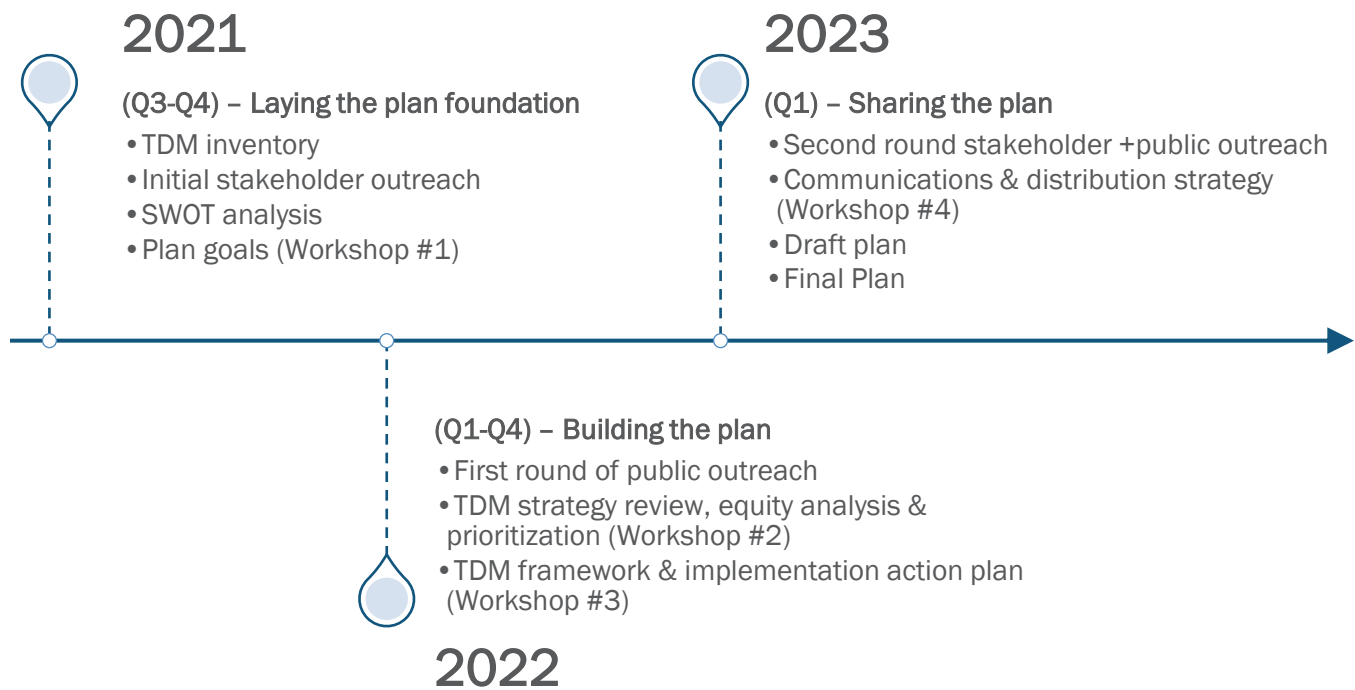 2021
(Q3-Q4) – Laying the plan foundation
•TDM inventory
•Initial stakeholder outreach
•SWOT analysis
•Plan goals (Workshop #1)
2023
(Q1) – Sharing the plan
•Second round stakeholder +public outreach
•Communications & distribution strategy
(Workshop #4)
•Draft plan
•Final Plan
(Q1-Q4) – Building the plan
•First round of public outreach
•TDM strategy review, equity analysis &
prioritization (Workshop #2)
•TDM framework & implementation action plan
(Workshop #3)
2022